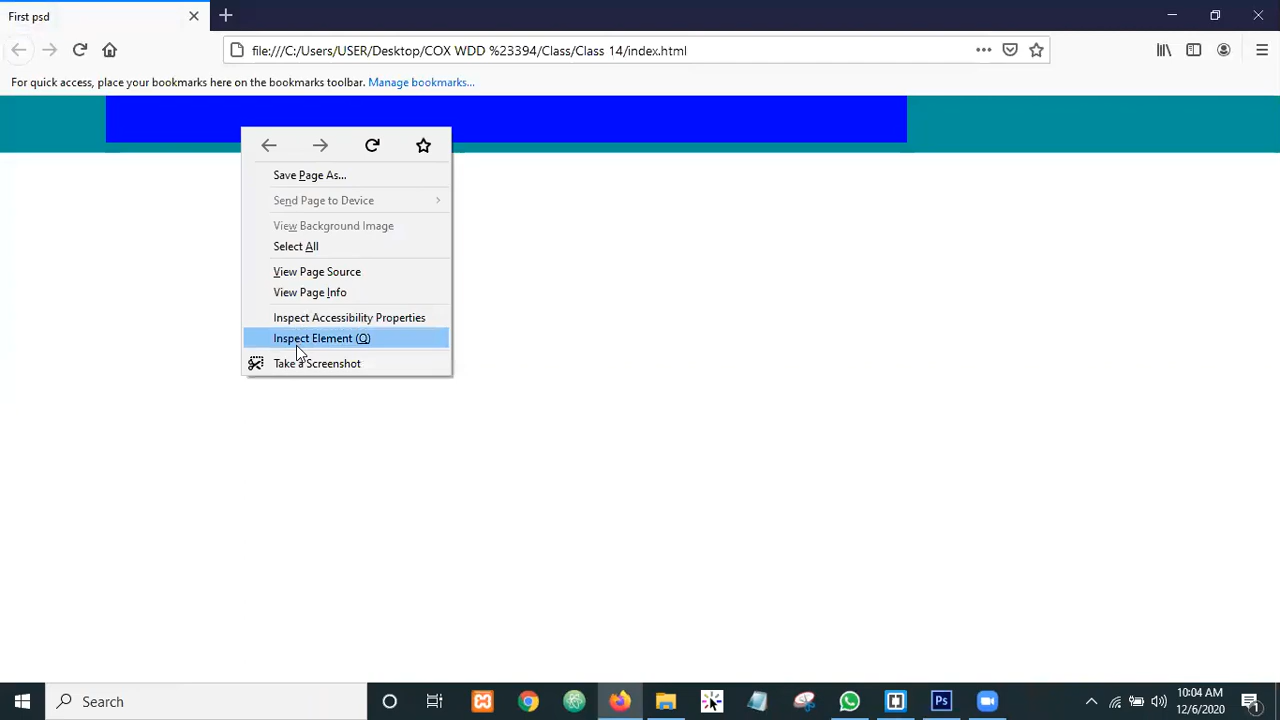 First psd
file:///C:/Users/USER/Desktop/COX WDD %23394/Class/Class 14/index.html
For quick access, place your bookmarks here on the bookmarks toolbar. Manage bookmarks...
Save Page As...
Send Page to Device
View Background Image
Select All
View Page Source
View Page Info
Inspect Accessibility Properties
Inspect Element (Q)
Take a Screenshot
Search
Ps
10:04 AM
12/6/2020
1